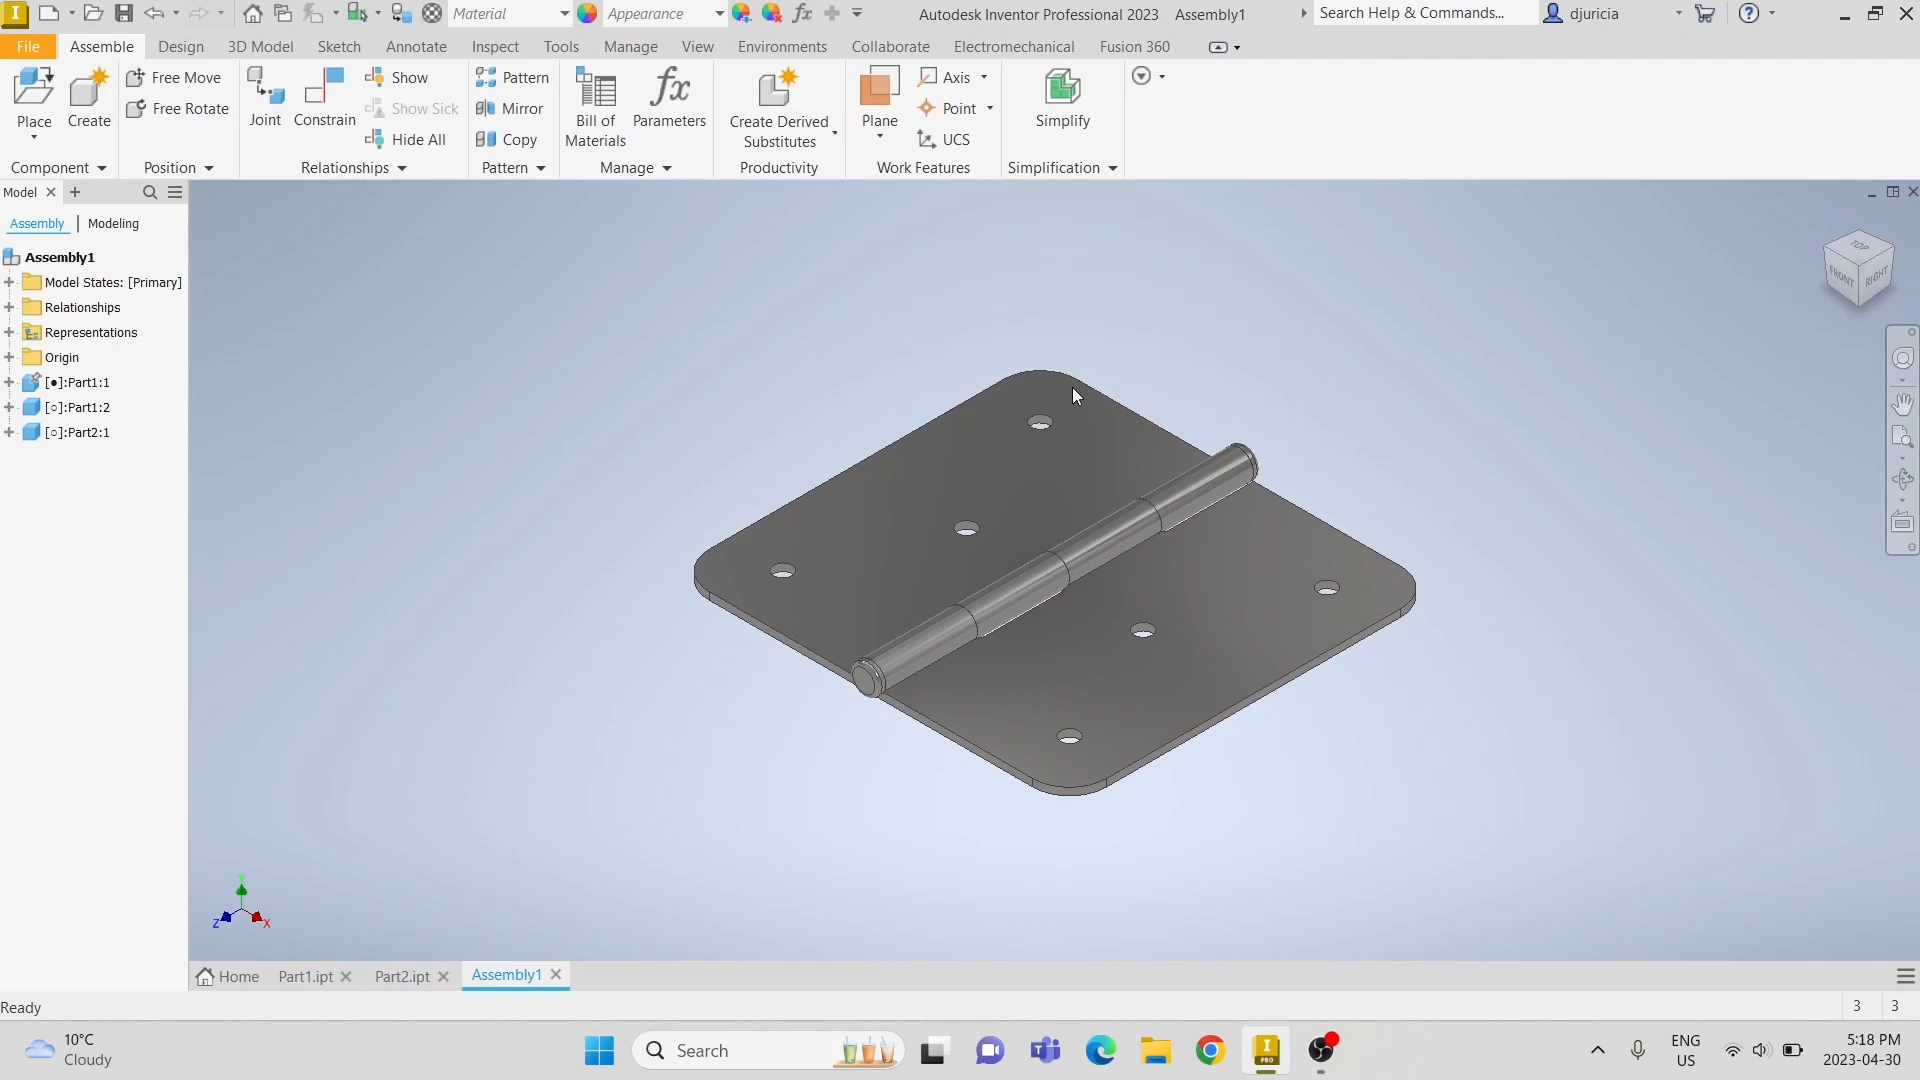 Material
Appearance
fx
Autodesk Inventor Professional 2023 Assembly1
Search Help & Commands...
djuricia
File
Assemble
Design
3D Model
Sketch
Annotate
Inspect
Tools
Manage
View
Environments
Collaborate
Electromechanical
Fusion 360
Place
Create
Free Move
Free Rotate
Joint
Constrain
Show
Show Sick
Hide All
Pattern
Mirror
Copy
Bill of
Materials
fx
Parameters
Create Derived
Substitutes
Plane
Axis
Point
UCS
Simplify
Component
Position
Relationships
Pattern
Manage
Productivity
Work Features
Simplification
Model
Assembly | Modeling
Assembly1
Model States: [Primary]
Relationships
Representations
Origin
[●]:Part1:1
[○]:Part1:2
[○]:Part2:1
TOP
FRONT
RIGHT
Y
Z
X
Home
Part1.ipt
Part2.ipt
Assembly1
Ready
3
3
10°C
Cloudy
Search
I
PRO
ENG
US
5:18 PM
2023-04-30